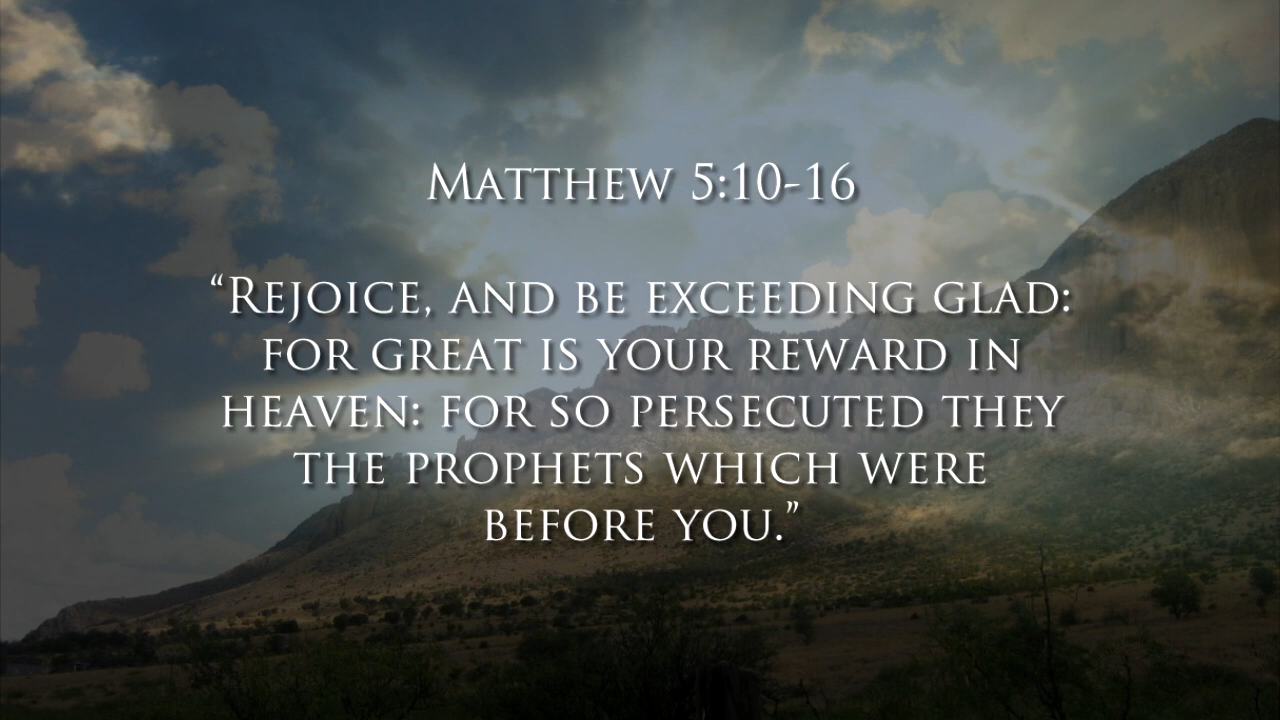 Matthew 5:10-16
“Rejoice, and be exceeding glad:
for great is your reward in
heaven: for so persecuted they
the prophets which were
before you.”